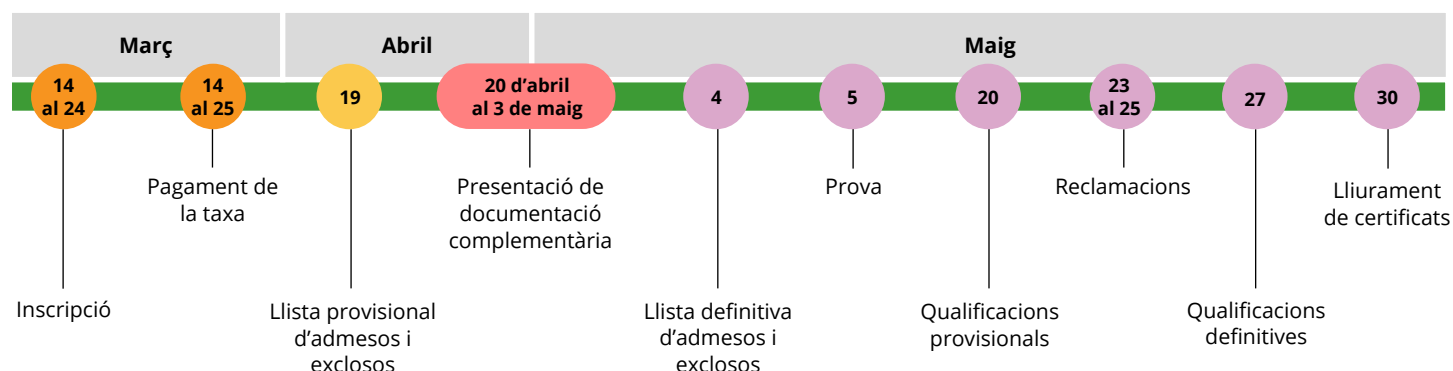 Març
Abril
Maig
14
al 24
14
al 25
19
20 d’abril
al 3 de maig
4
5
20
23
al 25
27
30
Inscripció
Pagament de
la taxa
Llista provisional
d’admesos i
exclosos
Presentació de
documentació
complementària
Llista definitiva
d’admesos i
exclosos
Prova
Qualificacions
provisionals
Reclamacions
Qualificacions
definitives
Lliurament
de certificats